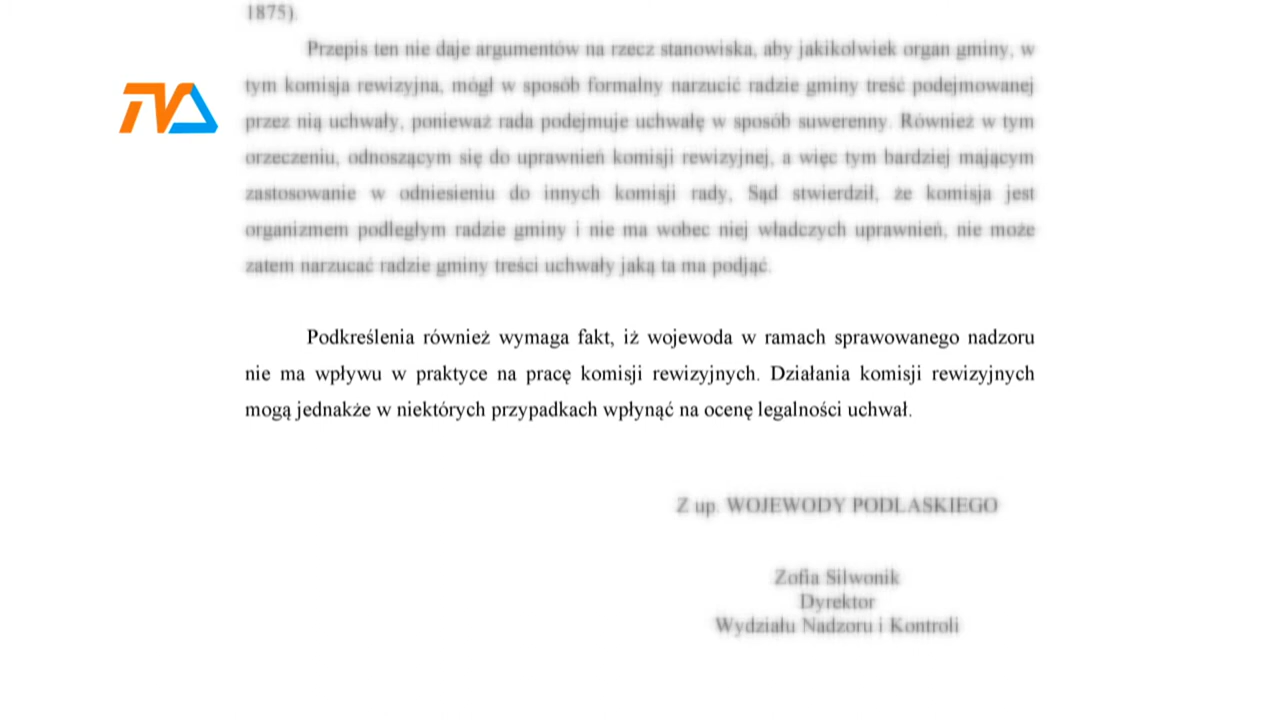 1875).
Przepis ten nie daje argumentów na rzecz stanowiska, aby jakikolwiek organ gminy, w
tym komisja rewizyjna, mógł w sposób formalny narzucić radzie gminy treść podejmowanej
przez nią uchwały, ponieważ rada podejmuje uchwałę w sposób suwerenny. Również w tym
orzeczeniu, odnoszącym się do uprawnień komisji rewizyjnej, a więc tym bardziej mającym
zastosowanie w odniesieniu do innych komisji rady, Sąd stwierdził, że komisja jest
organizmem podległym radzie gminy i nie ma wobec niej władczych uprawnień, nie może
zatem narzucać radzie gminy treści uchwały jaką ta ma podjąć.
TVA
Podkreślenia również wymaga fakt, iż wojewoda w ramach sprawowanego nadzoru
nie ma wpływu w praktyce na pracę komisji rewizyjnych. Działania komisji rewizyjnych
mogą jednakże w niektórych przypadkach wpłynąć na ocenę legalności uchwał.
Z up. WOJEWODY PODLASKIEGO
Zofia Silwonik
Dyrektor
Wydziału Nadzoru i Kontroli